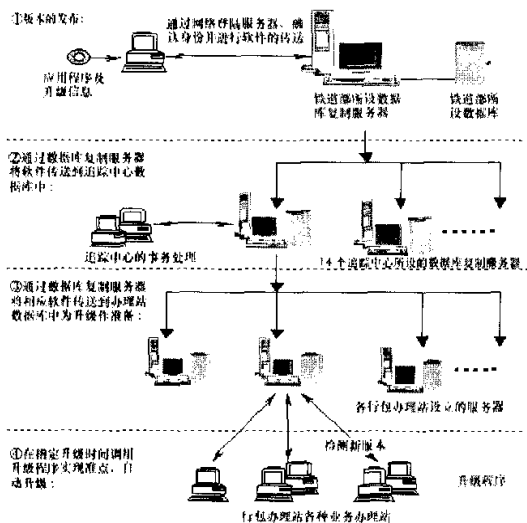 ①版本的发布:
通过网络登陆服务器、确
认身份并进行软件的传送
应用程序及
升级信息
铁道部所设数据
库复制服务器
铁道部所
设数据库
②通过数据库复制服务器
将软件传送到追踪中心数
据库中:
追踪中心的事务处理
14个追踪中心所设的数据库复制服务器
③通过数据库复制服务器
将相应软件传送到办理站
数据库中为升级作准备:
各行包办理站设立的服务器
④在指定升级时间调用
升级程序实现准点、自
动升级:
检测新版本
升级程序
行包办理站各种业务办理站